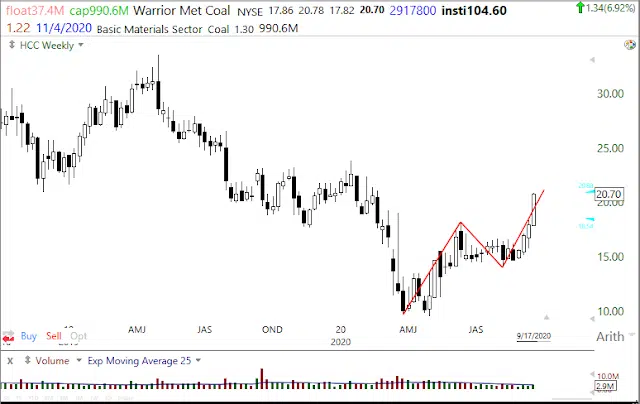 float37.4M cap990.6M Warrior Met Coal NYSE 17.86 20.78 17.82 20.70 2917800 insti104.60 1.34(6.92%)
1.22 11/4/2020 Basic Materials Sector Coal 1.30 990.6M
HCC Weekly
30.00
25.00
20.70
20.00
15.00
10.00
AMJ JAS OND 20 AMJ JAS 9/17/2020
2019 2020
Buy Sell Opt Arith
X Volume Exp Moving Average 25
10.0M
2.9M